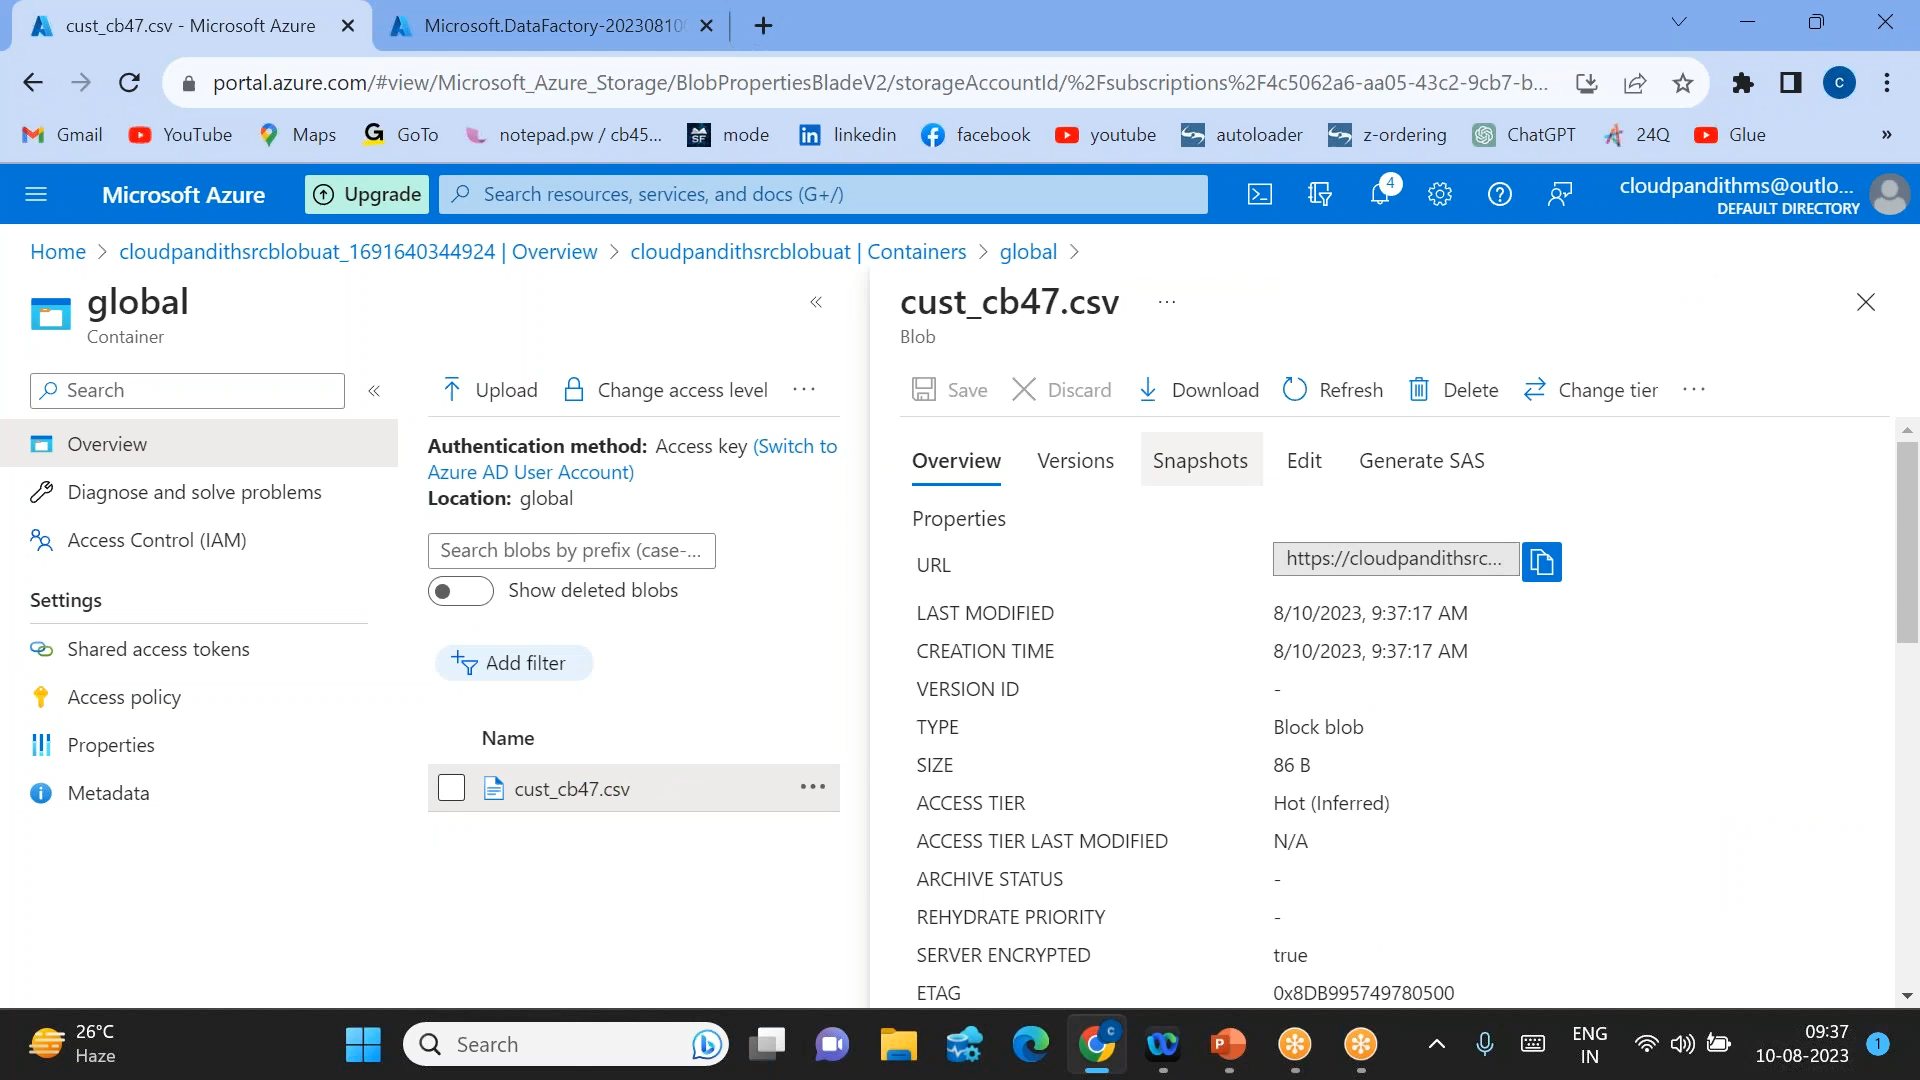 cust_cb47.csv - Microsoft Azure
Microsoft.DataFactory-20230810
portal.azure.com/#view/Microsoft_Azure_Storage/BlobPropertiesBladeV2/storageAccountId/%2Fsubscriptions%2F4c5062a6-aa05-43c2-9cb7-b...
c
Gmail YouTube Maps GoTo notepad.pw / cb45... mode linkedin facebook youtube autoloader z-ordering ChatGPT 24Q Glue »
Microsoft Azure
Upgrade
Search resources, services, and docs (G+/)
4
cloudpandithms@outlo...
DEFAULT DIRECTORY
Home > cloudpandithsrcblobuat_1691640344924 | Overview > cloudpandithsrcblobuat | Containers > global >
global
Container
Search
Overview
Diagnose and solve problems
Access Control (IAM)
Settings
Shared access tokens
Access policy
Properties
Metadata
Upload Change access level ...
Authentication method: Access key (Switch to
Azure AD User Account)
Location: global
Search blobs by prefix (case-...
Show deleted blobs
Add filter
Name
cust_cb47.csv
cust_cb47.csv ...
Blob
Save Discard Download Refresh Delete Change tier ...
Overview Versions Snapshots Edit Generate SAS
Properties
URL https://cloudpandithsrc...
LAST MODIFIED 8/10/2023, 9:37:17 AM
CREATION TIME 8/10/2023, 9:37:17 AM
VERSION ID -
TYPE Block blob
SIZE 86 B
ACCESS TIER Hot (Inferred)
ACCESS TIER LAST MODIFIED N/A
ARCHIVE STATUS -
REHYDRATE PRIORITY -
SERVER ENCRYPTED true
ETAG 0x8DB995749780500
26°C
Haze
Search
ENG
IN
09:37
10-08-2023
1